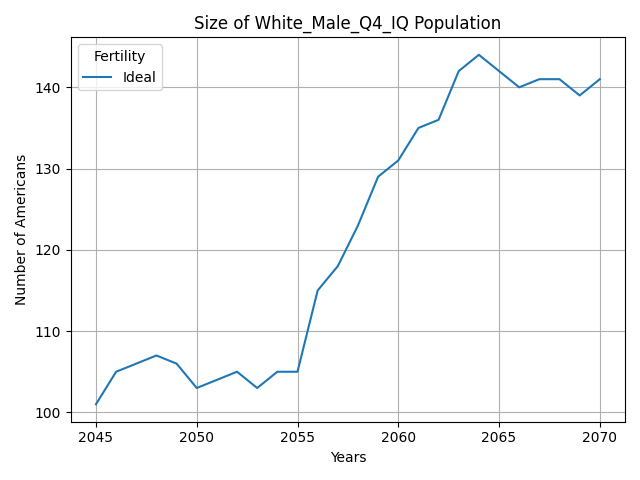 Size of White_Male_Q4_IQ Population
Fertility
Ideal
Number of Americans
140
130
120
110
100
2045 2050 2055 2060 2065 2070
Years